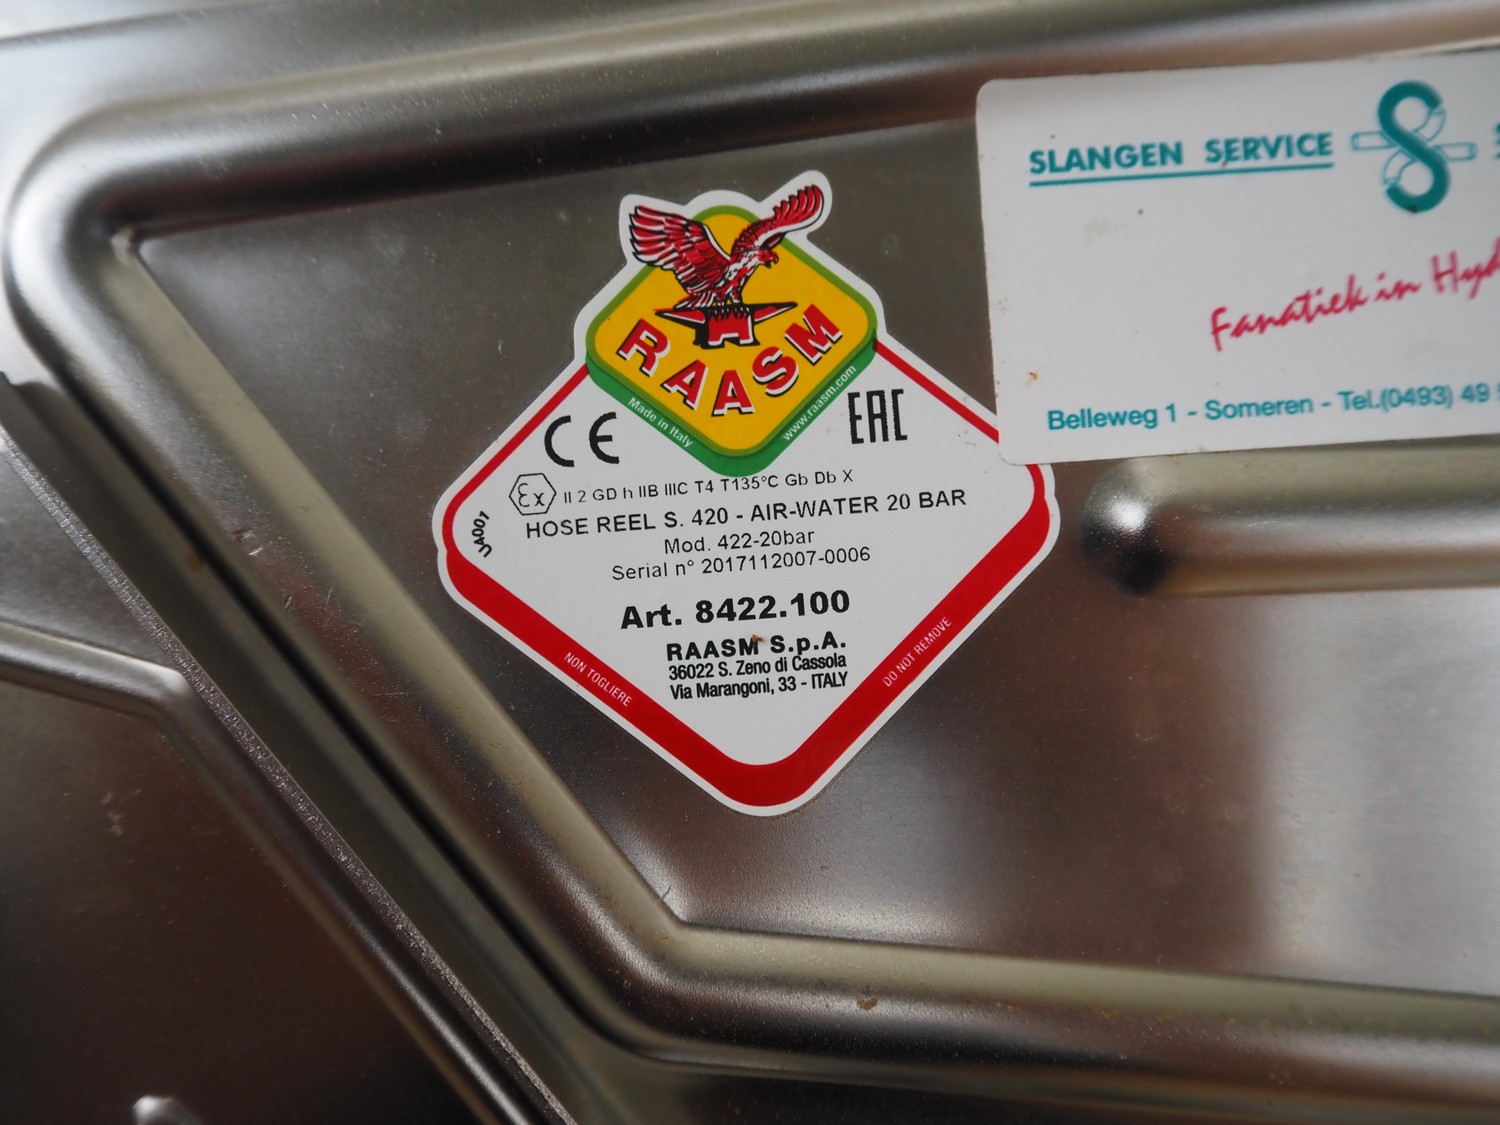 RAASM
Made in Italy
www.raasm.com
CE
EAC
Ex II 2 GD h IIB IIIC T4 T135°C Gb Db X
UA001
HOSE REEL S. 420 - AIR-WATER 20 BAR
Mod. 422-20bar
Serial n° 2017112007-0006
Art. 8422.100
RAASM S.p.A.
36022 S. Zeno di Cassola
Via Marangoni, 33 - ITALY
NON TOGLIERE
DO NOT REMOVE
SLANGEN SERVICE
Fanatiek in Hyd
Belleweg 1 - Someren - Tel.(0493) 49